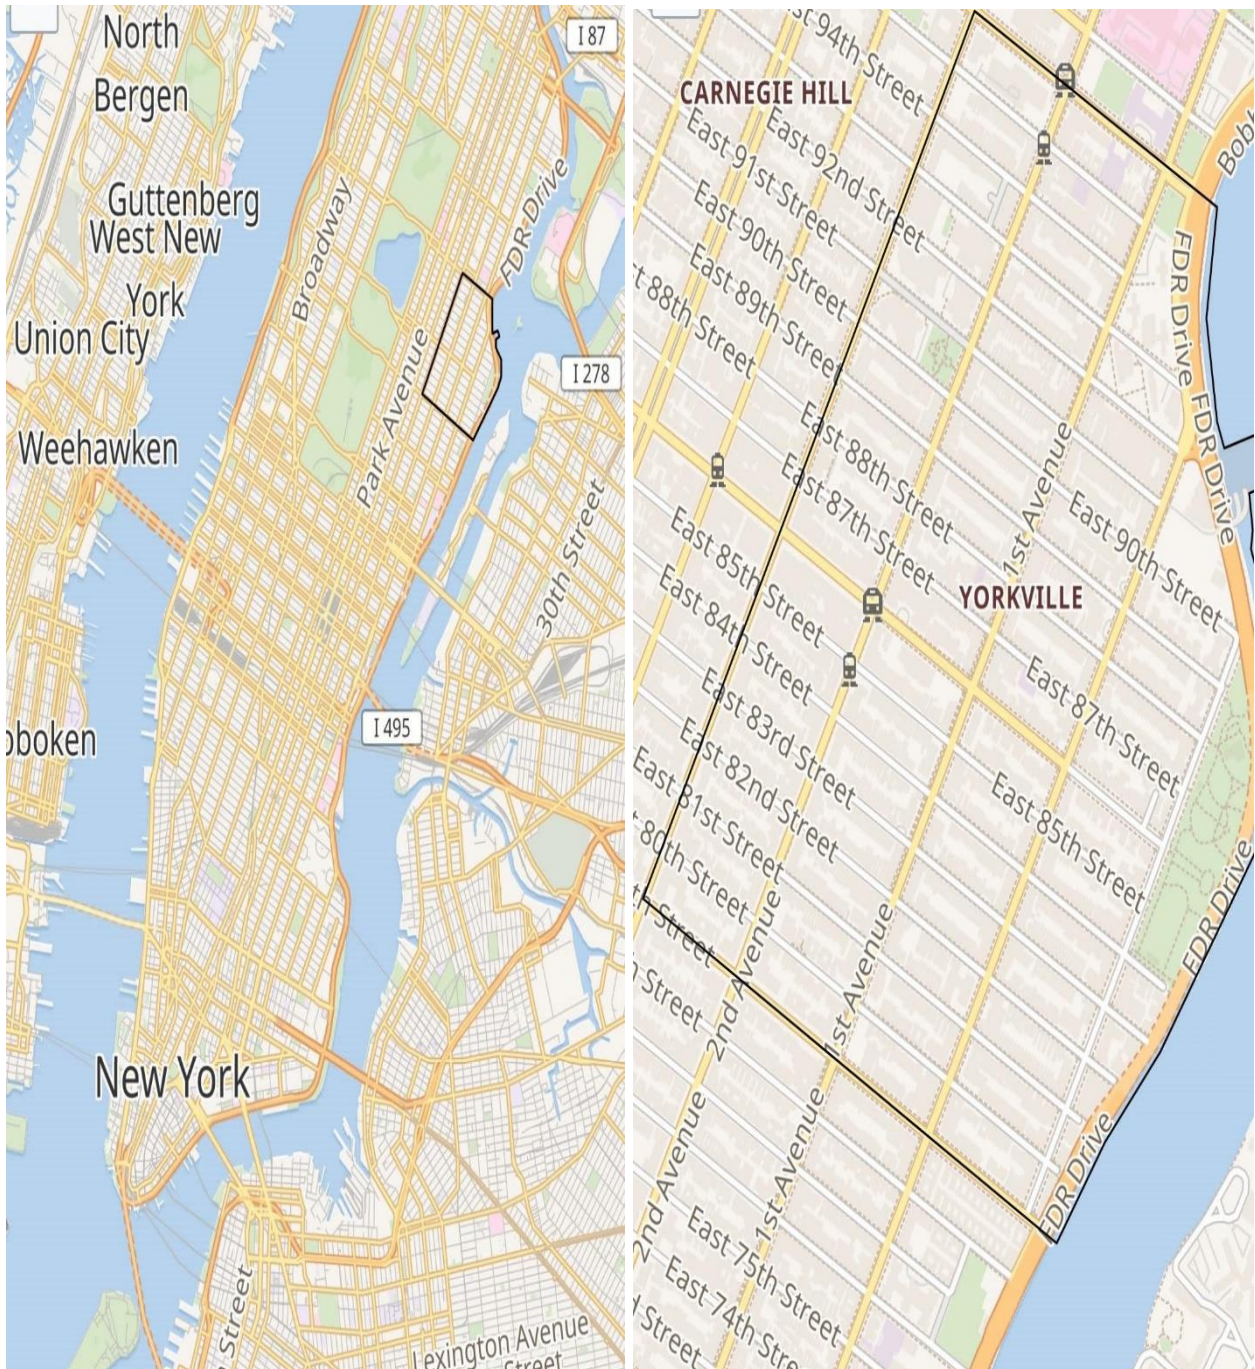 North
Bergen
I 87
Guttenberg
West New
York
Union City
Broadway
FDR Drive
I 278
Park Avenue
Weehawken
30th Street
I 495
oboken
New York
Street
Lexington Avenue
Street
st 94th Street
CARNEGIE HILL
East 92nd Street
East 91st Street
East 90th Street
East 89th Street
st 88th Street
Bobb
FDR Drive
FDR Drive
East 88th Street
East 87th Street
1st Avenue
East 90th Street
East 85th Street
YORKVILLE
East 84th Street
East 83rd Street
East 87th Street
East 82nd Street
East 81st Street
East 85th Street
t 80th Street
th Street
h Street
2nd Avenue
1st Avenue
FDR Drive
2nd Avenue
1st Avenue
FDR Drive
East 75th Street
East 74th Street
d Street